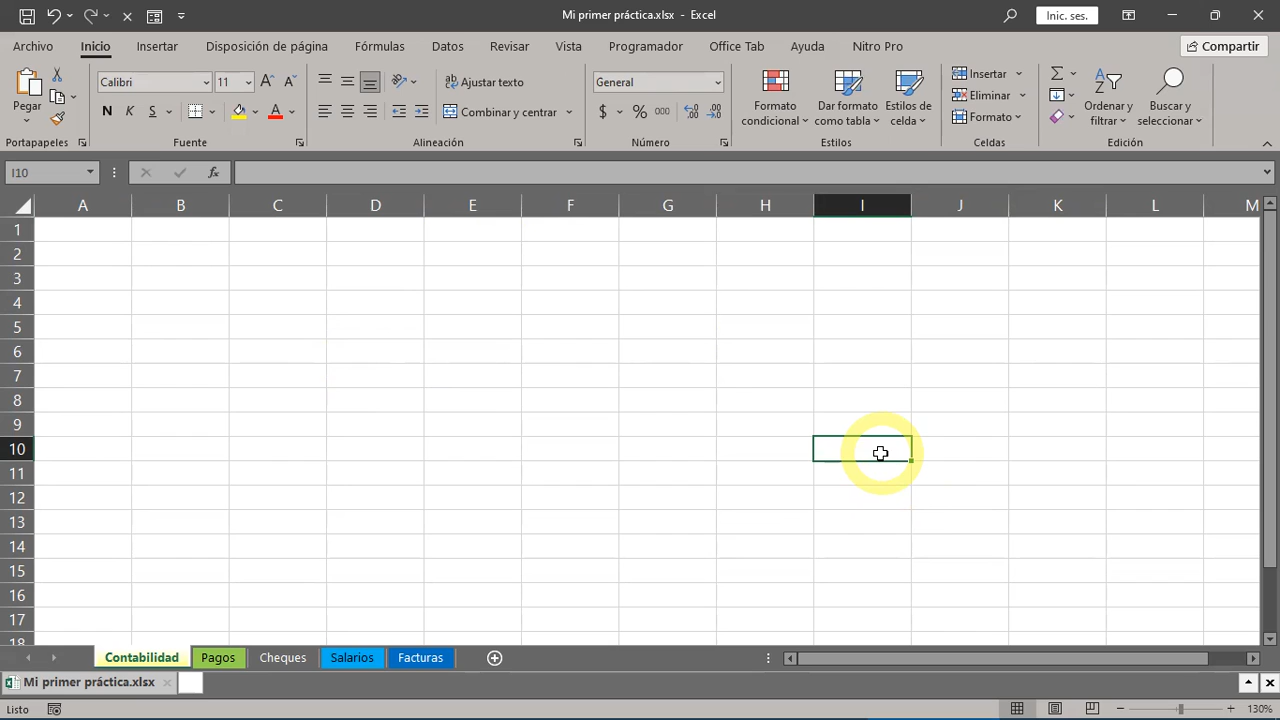 Mi primer práctica.xlsx - Excel
Inic. ses.
Archivo Inicio Insertar Disposición de página Fórmulas Datos Revisar Vista Programador Office Tab Ayuda Nitro Pro Compartir
Pegar
Portapapeles
Calibri 11
N K S A
Fuente
Ajustar texto
Combinar y centrar
Alineación
General
$ % 000
Número
Formato condicional
Dar formato como tabla
Estilos de celda
Estilos
Insertar
Eliminar
Formato
Celdas
Ordenar y filtrar
Buscar y seleccionar
Edición
I10 fx
A B C D E F G H I J K L M
1
2
3
4
5
6
7
8
9
10
11
12
13
14
15
16
17
18
Contabilidad Pagos Cheques Salarios Facturas
Mi primer práctica.xlsx
Listo 130%